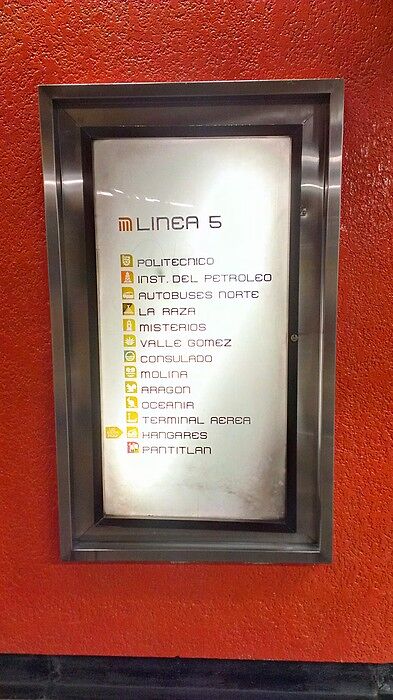 LINEA 5
POLITECNICO
INST. DEL PETROLEO
AUTOBUSES NORTE
LA RAZA
MISTERIOS
VALLE GOMEZ
CONSULADO
MOLINA
ARAGON
OCEANIA
TERMINAL AEREA
HANGARES
PANTITLAN